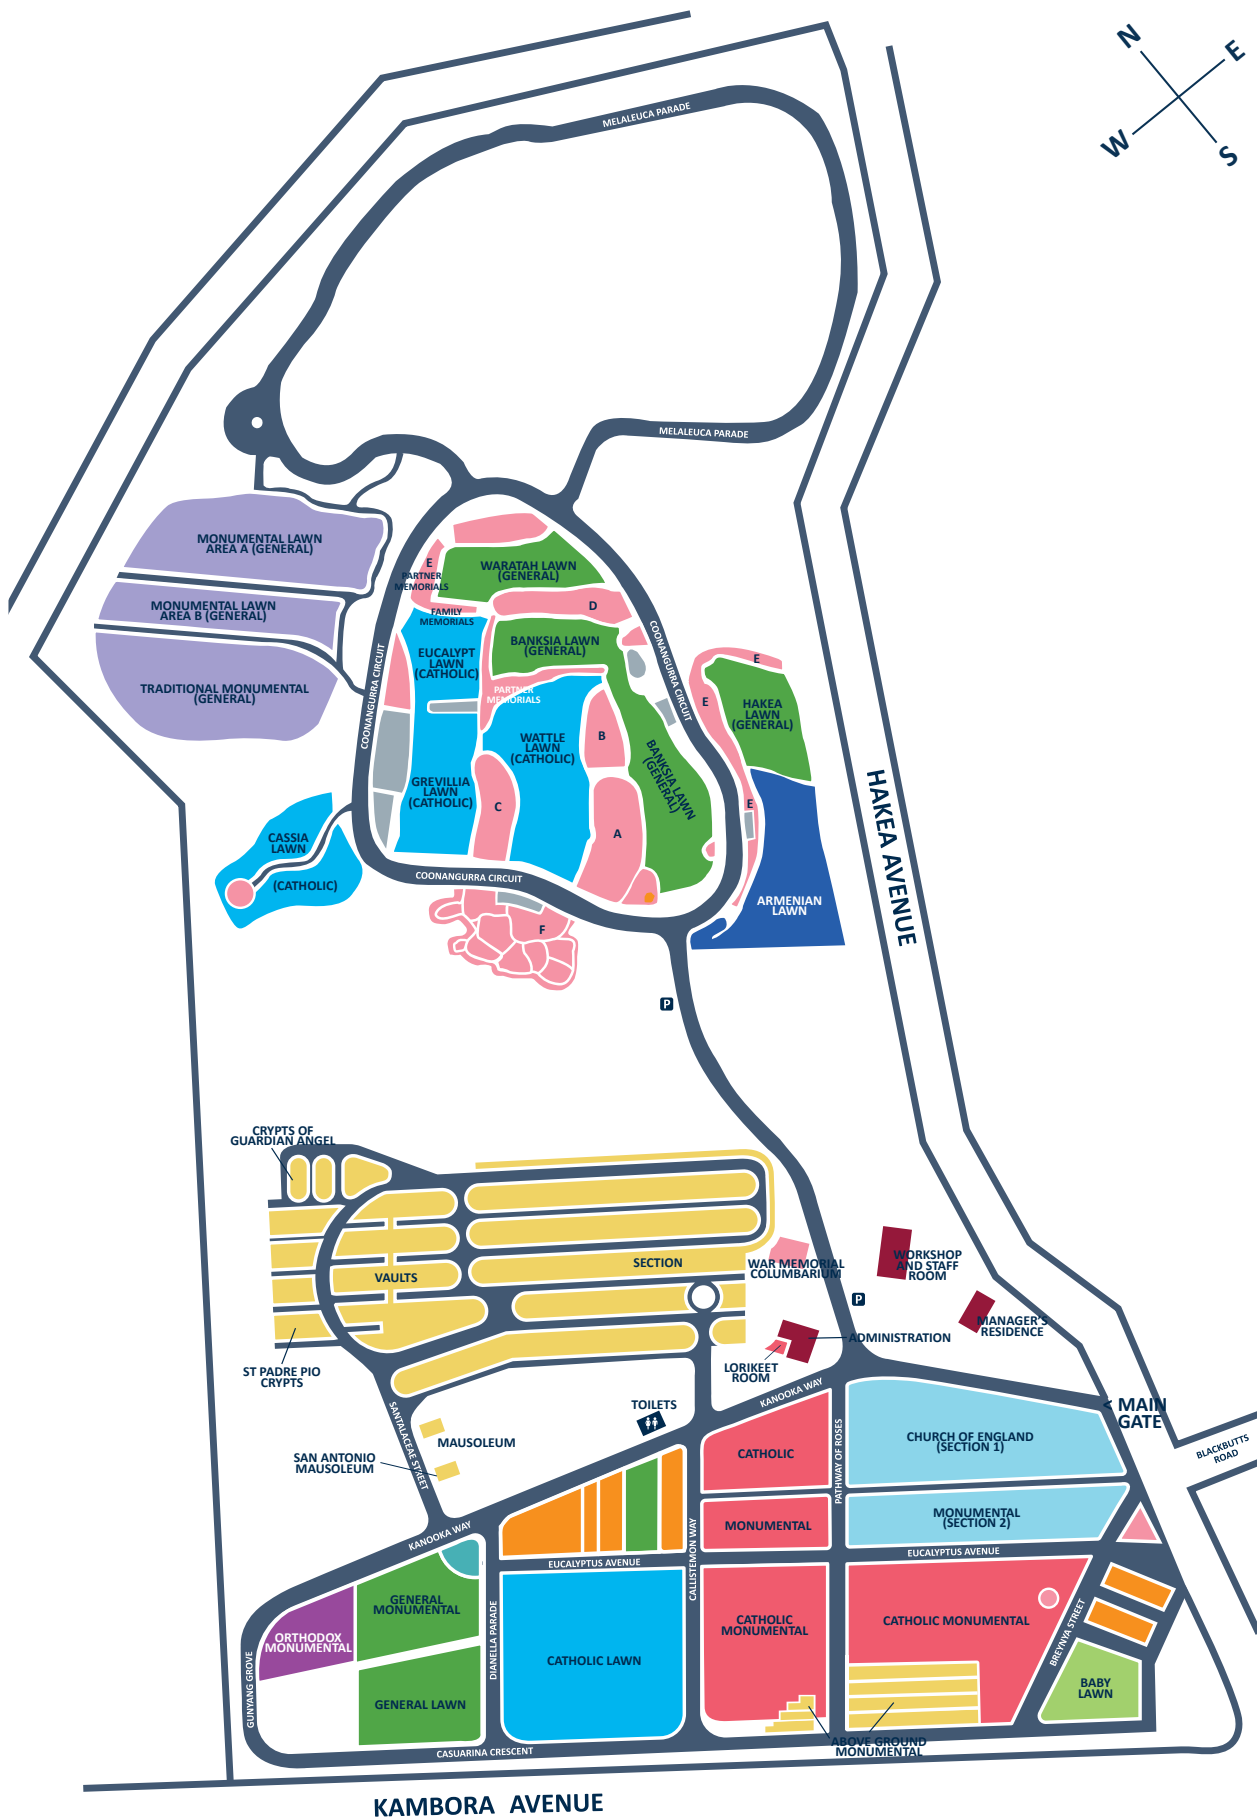 N
E
W
S
MELALEUCA PARADE
MELALEUCA PARADE
MONUMENTAL LAWN
AREA A (GENERAL)
MONUMENTAL LAWN
AREA B (GENERAL)
TRADITIONAL MONUMENTAL
(GENERAL)
E
PARTNER
MEMORIALS
WARATAH LAWN
(GENERAL)
D
FAMILY
MEMORIALS
BANKSIA LAWN
(GENERAL)
EUCALYPT
LAWN
(CATHOLIC)
PARTNER
MEMORIALS
COONANGURRA CIRCUIT
COONANGURRA CIRCUIT
E
E
HAKEA
LAWN
(GENERAL)
B
WATTLE
LAWN
(CATHOLIC)
BANKSIA LAWN
(GENERAL)
GREVILLIA
LAWN
(CATHOLIC)
C
A
E
CASSIA
LAWN
(CATHOLIC)
COONANGURRA CIRCUIT
ARMENIAN
LAWN
F
HAKEA AVENUE
P
CRYPTS OF
GUARDIAN ANGEL
VAULTS
SECTION
WAR MEMORIAL
COLUMBARIUM
WORKSHOP
AND STAFF
ROOM
P
MANAGER'S
RESIDENCE
ADMINISTRATION
LORIKEET
ROOM
ST PADRE PIO
CRYPTS
KANOOKA WAY
TOILETS
< MAIN
GATE
SANTALACEAE STREET
MAUSOLEUM
SAN ANTONIO
MAUSOLEUM
CATHOLIC
PATHWAY OF ROSES
CHURCH OF ENGLAND
(SECTION 1)
BLACKBUTTS
ROAD
MONUMENTAL
MONUMENTAL
(SECTION 2)
KANOOKA WAY
EUCALYPTUS AVENUE
EUCALYPTUS AVENUE
CALLISTEMON WAY
GENERAL
MONUMENTAL
ORTHODOX
MONUMENTAL
DIANELLA PARADE
CATHOLIC
MONUMENTAL
CATHOLIC MONUMENTAL
BREYNYA STREET
CATHOLIC LAWN
GUNYANG GROVE
GENERAL LAWN
BABY
LAWN
ABOVE GROUND
MONUMENTAL
CASUARINA CRESCENT
KAMBORA AVENUE